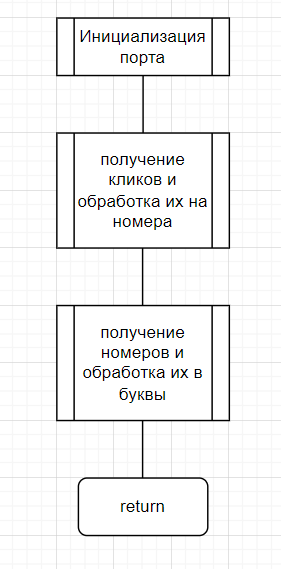 Инициализация
порта
получение
кликов и
обработка их на
номера
получение
номеров и
обработка их в
буквы
return